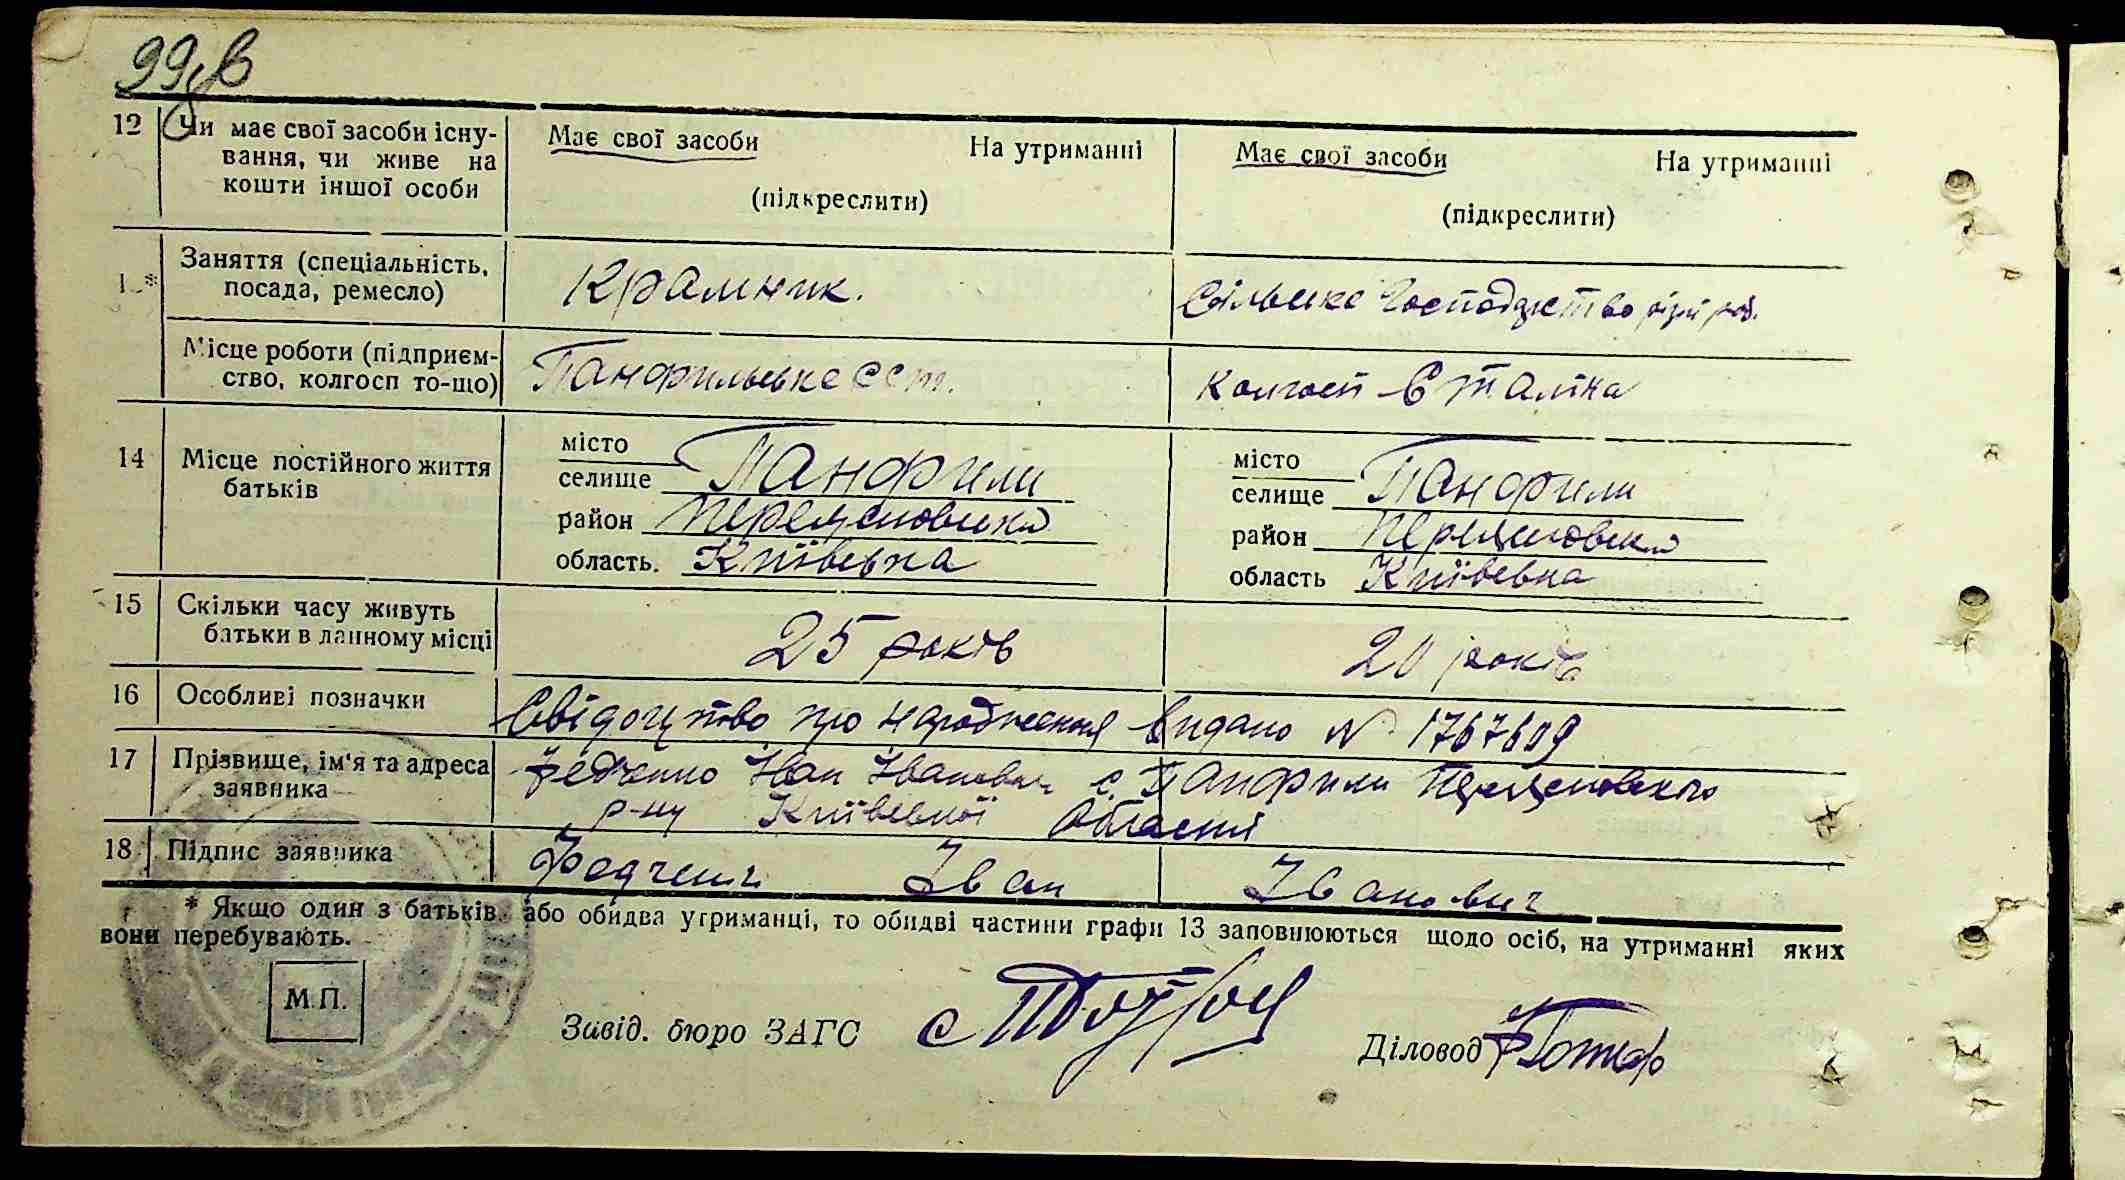 99зв
12 Чи має свої засоби існу-
вання, чи живе на
кошти іншої особи
Має свої засоби На утриманні
(підкреслити)
Має свої засоби На утриманні
(підкреслити)
Заняття (спеціальність,
посада, ремесло)
Крамник.
Сільське господарство
Місце роботи (підприєм-
ство, колгосп то-що)
Панфильське ССТ.
Колгосп Сталіна
14 Місце постійного життя
батьків
місто
селище Панфили
район Переяславський
область. Київська
місто
селище Панфили
район Переяславський
область Київська
15 Скільки часу живуть
батьки в данному місці
25 років
20 років
16 Особливі позначки
Свідоцтво про народження видано № 1767609
17 Прізвище, ім'я та адреса
заявника
Федченко Іван Іванович с. Панфили
р-ну Київської області
18 Підпис заявника
Федченко Іван Іванович
* Якщо один з батьків, або обидва утриманці, то обидві частини графи 13 заповнюються щодо осіб, на утриманні яких
вони перебувають.
М.П.
Завід. бюро ЗАГС
Діловод